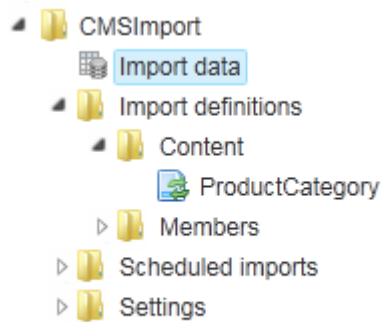 CMSImport
Import data
Import definitions
Content
ProductCategory
Members
Scheduled imports
Settings